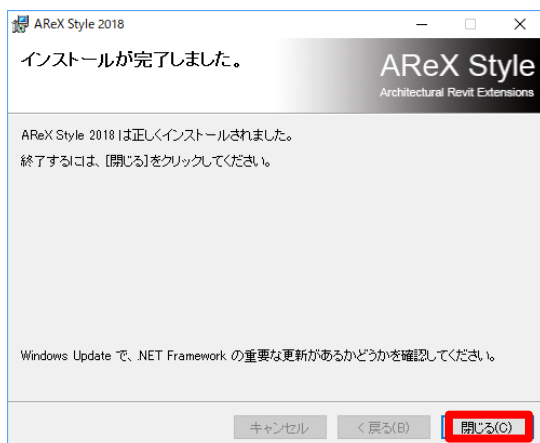 AReX Style 2018
インストールが完了しました。
AReX Style
Architectural Revit Extensions
AReX Style 2018 は正しくインストールされました。
終了するには、[閉じる]をクリックしてください。
Windows Update で、.NET Framework の重要な更新があるかどうかを確認してください。
キャンセル
< 戻る(B)
閉じる(C)